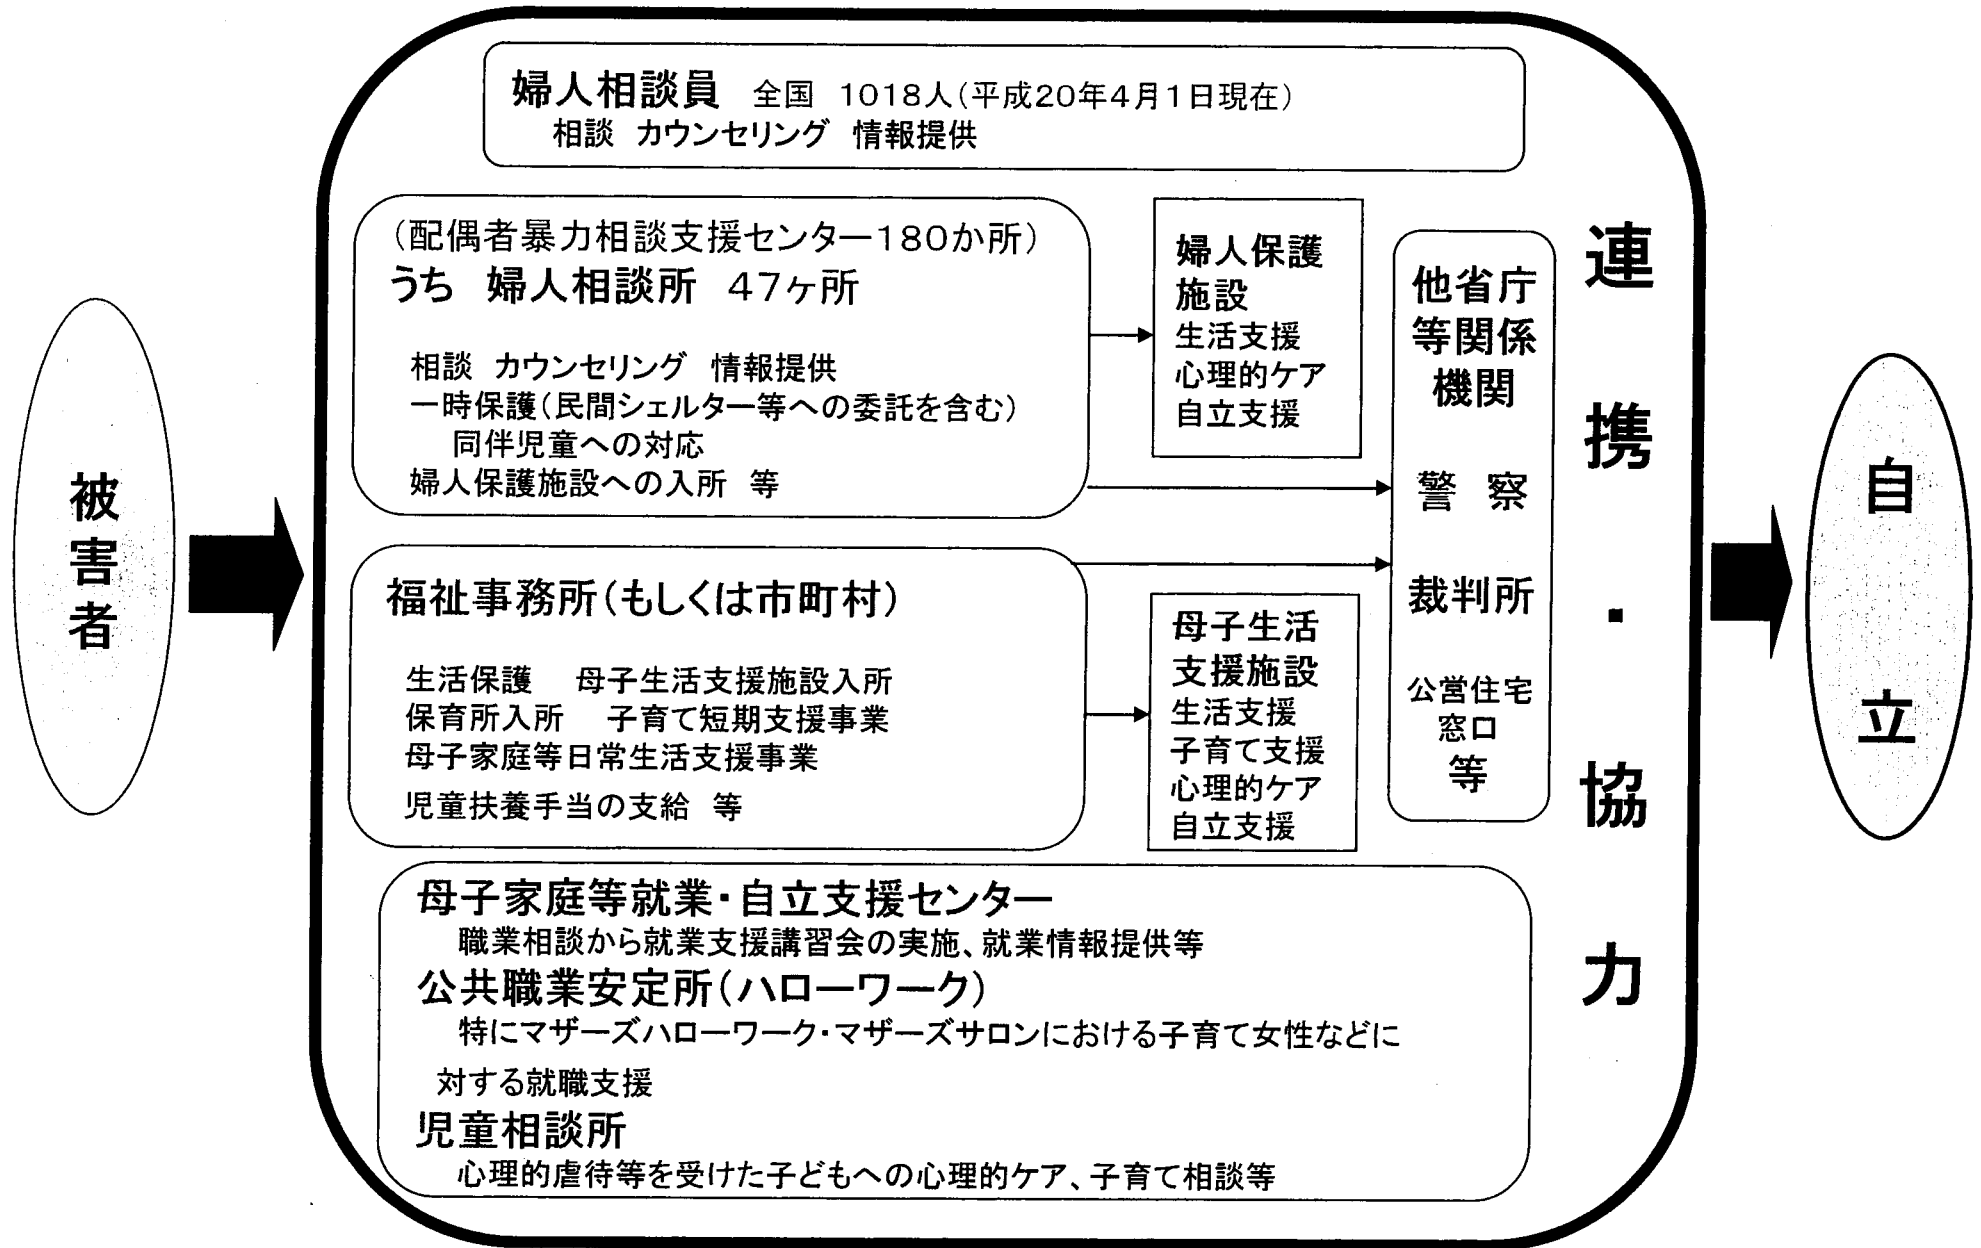 被害者
婦人相談員 全国 1018人(平成20年4月1日現在)
相談 カウンセリング 情報提供
(配偶者暴力相談支援センター180か所)
うち 婦人相談所 47ヶ所
相談 カウンセリング 情報提供
一時保護(民間シェルター等への委託を含む)
同伴児童への対応
婦人保護施設への入所 等
婦人保護
施設
生活支援
心理的ケア
自立支援
福祉事務所(もしくは市町村)
生活保護 母子生活支援施設入所
保育所入所 子育て短期支援事業
母子家庭等日常生活支援事業
児童扶養手当の支給 等
母子生活
支援施設
生活支援
子育て支援
心理的ケア
自立支援
他省庁
等関係
機関
警 察
裁判所
公営住宅
窓口
等
母子家庭等就業・自立支援センター
職業相談から就業支援講習会の実施、就業情報提供等
公共職業安定所(ハローワーク)
特にマザーズハローワーク・マザーズサロンにおける子育て女性などに
対する就職支援
児童相談所
心理的虐待等を受けた子どもへの心理的ケア、子育て相談等
連携・協力
自立